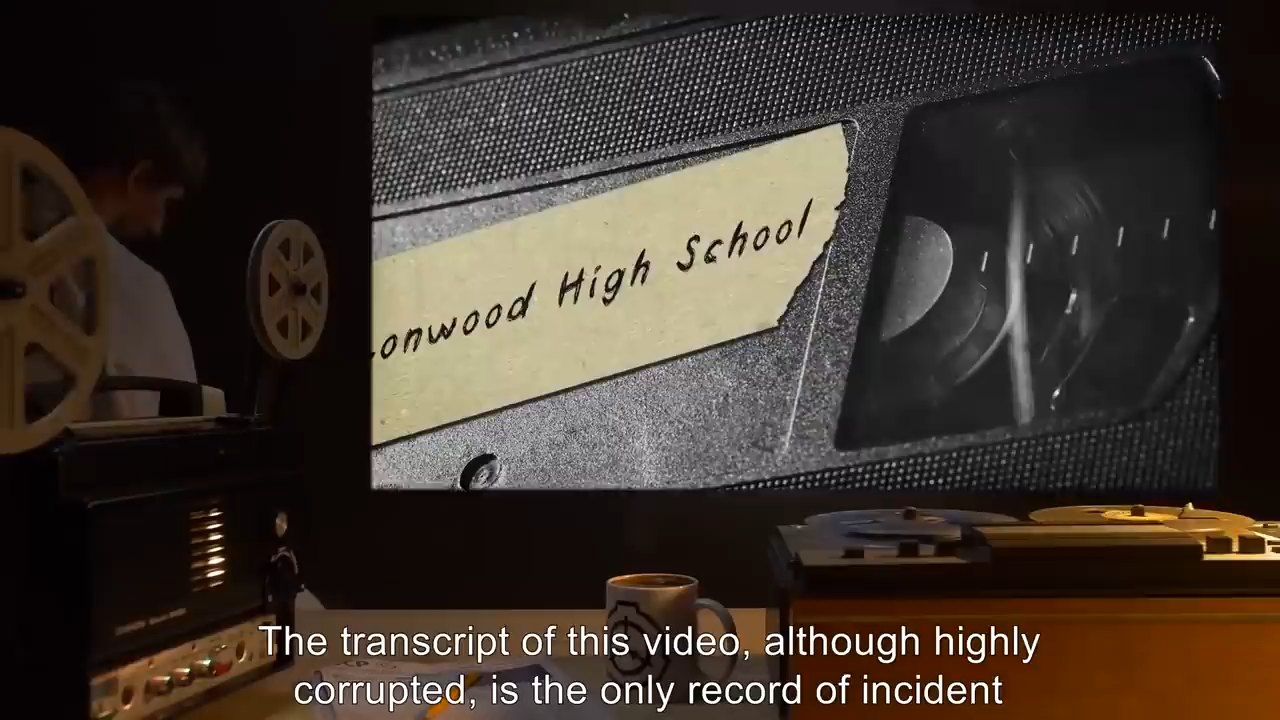 onwood High School
The transcript of this video, although highly
corrupted, is the only record of incident